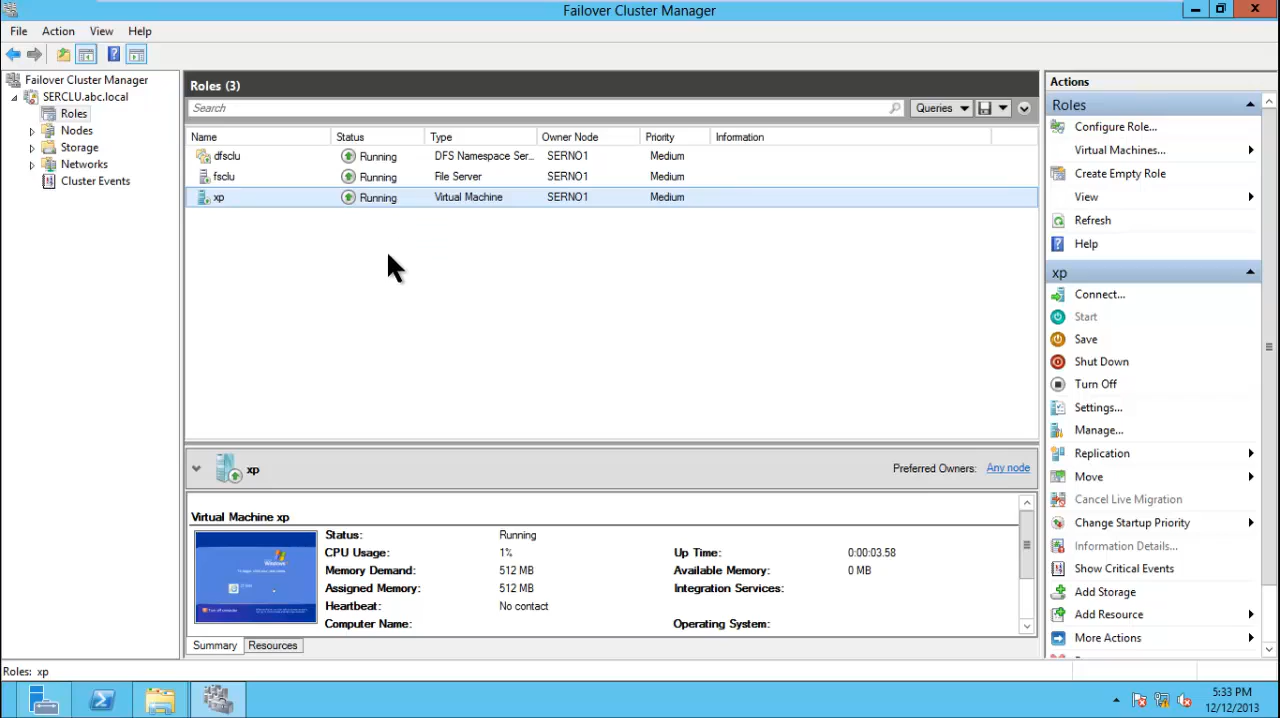 Failover Cluster Manager
File Action View Help
Failover Cluster Manager
SERCLU.abc.local
Roles
Nodes
Storage
Networks
Cluster Events
Roles (3)
Search
Queries
Name Status Type Owner Node Priority Information
dfsclu Running DFS Namespace Ser... SERNO1 Medium
fsclu Running File Server SERNO1 Medium
xp Running Virtual Machine SERNO1 Medium
xp Preferred Owners: Any node
Virtual Machine xp
Status: Running
CPU Usage: 1% Up Time: 0:00:03.58
Memory Demand: 512 MB Available Memory: 0 MB
Assigned Memory: 512 MB Integration Services:
Heartbeat: No contact
Computer Name: Operating System:
Summary Resources
Actions
Roles
Configure Role...
Virtual Machines...
Create Empty Role
View
Refresh
Help
xp
Connect...
Start
Save
Shut Down
Turn Off
Settings...
Manage...
Replication
Move
Cancel Live Migration
Change Startup Priority
Information Details...
Show Critical Events
Add Storage
Add Resource
More Actions
Roles: xp
5:33 PM
12/12/2013